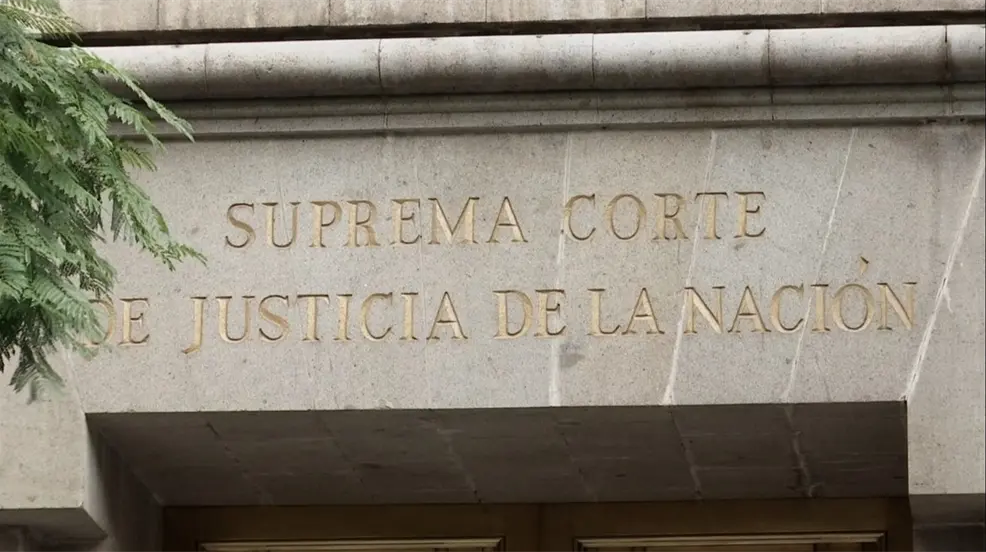 SUPREMA CORTE
DE JUSTICIA DE LA NACIÓN